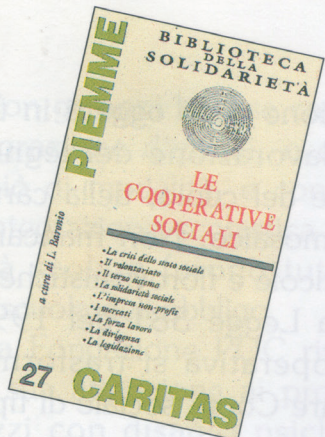 BIBLIOTECA
DELLA
SOLIDARIETÀ
PIEMME
LE
COOPERATIVE
SOCIALI
a cura di L. Baronio
•La crisi dello stato sociale
•Il volontariato
•Il terzo sistema
•La solidarietà sociale
•L'impresa non-profit
•I mercati
•La forza lavoro
•La dirigenza
•La legislazione
27 CARITAS